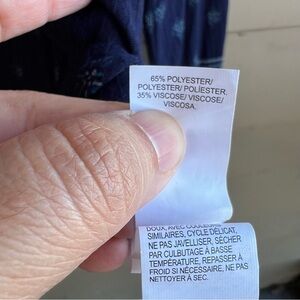 65% POLYESTER/
POLYESTER/ POLIÉSTER,
35% VISCOSE/ VISCOSE/
VISCOSA.
DOUX, AVEC COULEURS
SIMILAIRES, CYCLE DÉLICAT,
NE PAS JAVELLISER, SÉCHER
PAR CULBUTAGE À BASSE
TEMPÉRATURE, REPASSER À
FROID SI NÉCESSAIRE, NE PAS
NETTOYER À SEC.